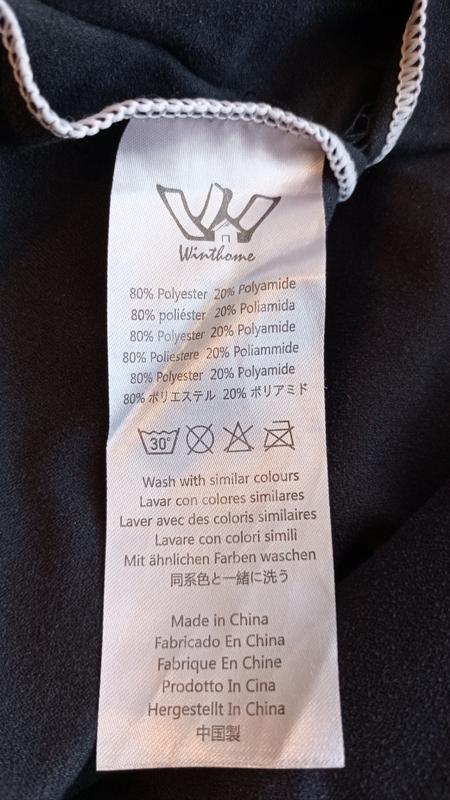 Winthome
80% Polyester 20% Polyamide
80% poliéster 20% Poliamida
80% Polyester 20% Polyamide
80% Poliestere 20% Poliammide
80% Polyester 20% Polyamide
80% ポリエステル 20% ポリアミド
30°
Wash with similar colours
Lavar con colores similares
Laver avec des coloris similaires
Lavare con colori simili
Mit ähnlichen Farben waschen
同系色と一緒に洗う
Made in China
Fabricado En China
Fabrique En Chine
Prodotto In Cina
Hergestellt In China
中国製